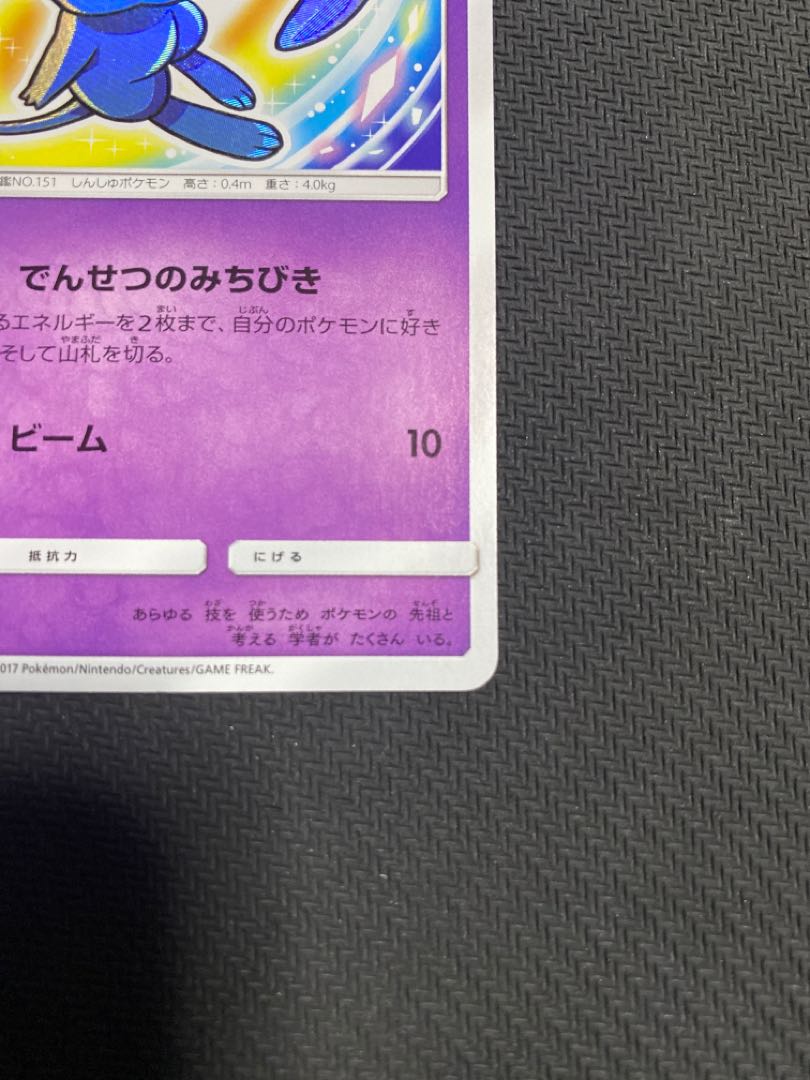 鑑NO.151 しんしゅポケモン 高さ:0.4m 重さ:4.0kg
でんせつのみちびき
るエネルギーを2枚まで、自分のポケモンに好き
そして山札を切る。
ビーム 10
抵抗力 にげる
あらゆる 技を 使うため ポケモンの 先祖と
考える 学者が たくさん いる。
017 Pokémon/Nintendo/Creatures/GAME FREAK.